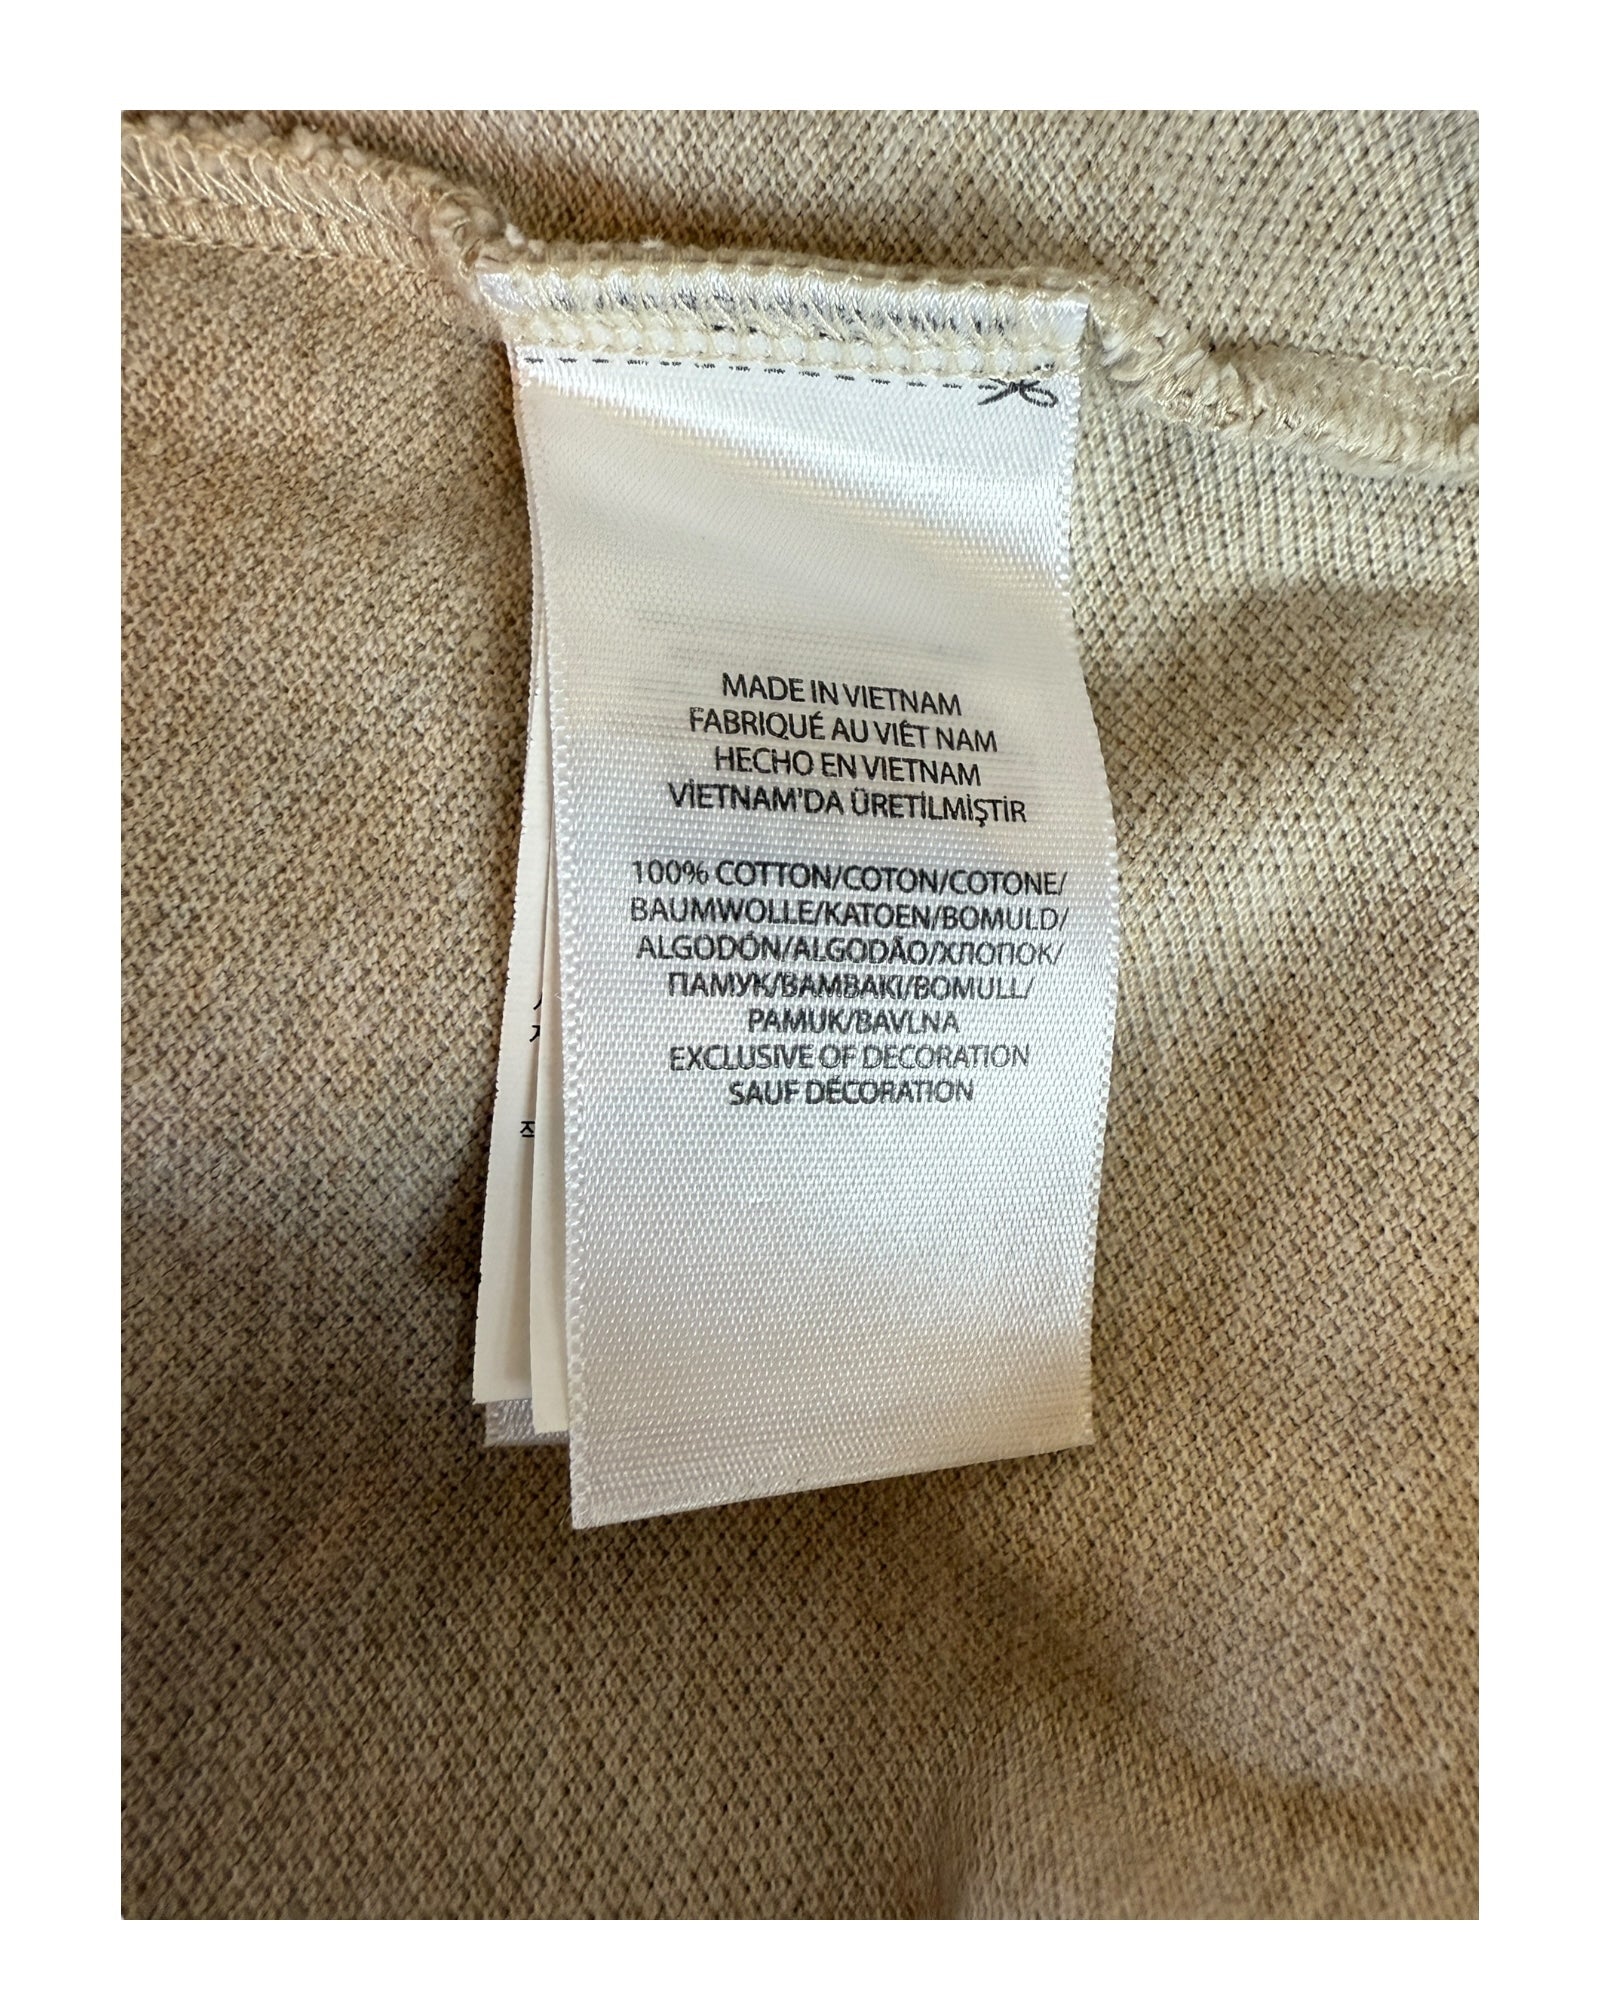 MADE IN VIETNAM
FABRIQUÉ AU VIÊT NAM
HECHO EN VIETNAM
VİETNAM'DA ÜRETİLMİŞTİR
100% COTTON/COTON/COTONE/
BAUMWOLLE/KATOEN/BOMULD/
ALGODÓN/ALGODÃO/ХЛОПОК/
ПАМУК/ΒΑΜΒΑΚΙ/BOMULL/
PAMUK/BAVLNA
EXCLUSIVE OF DECORATION
SAUF DÉCORATION